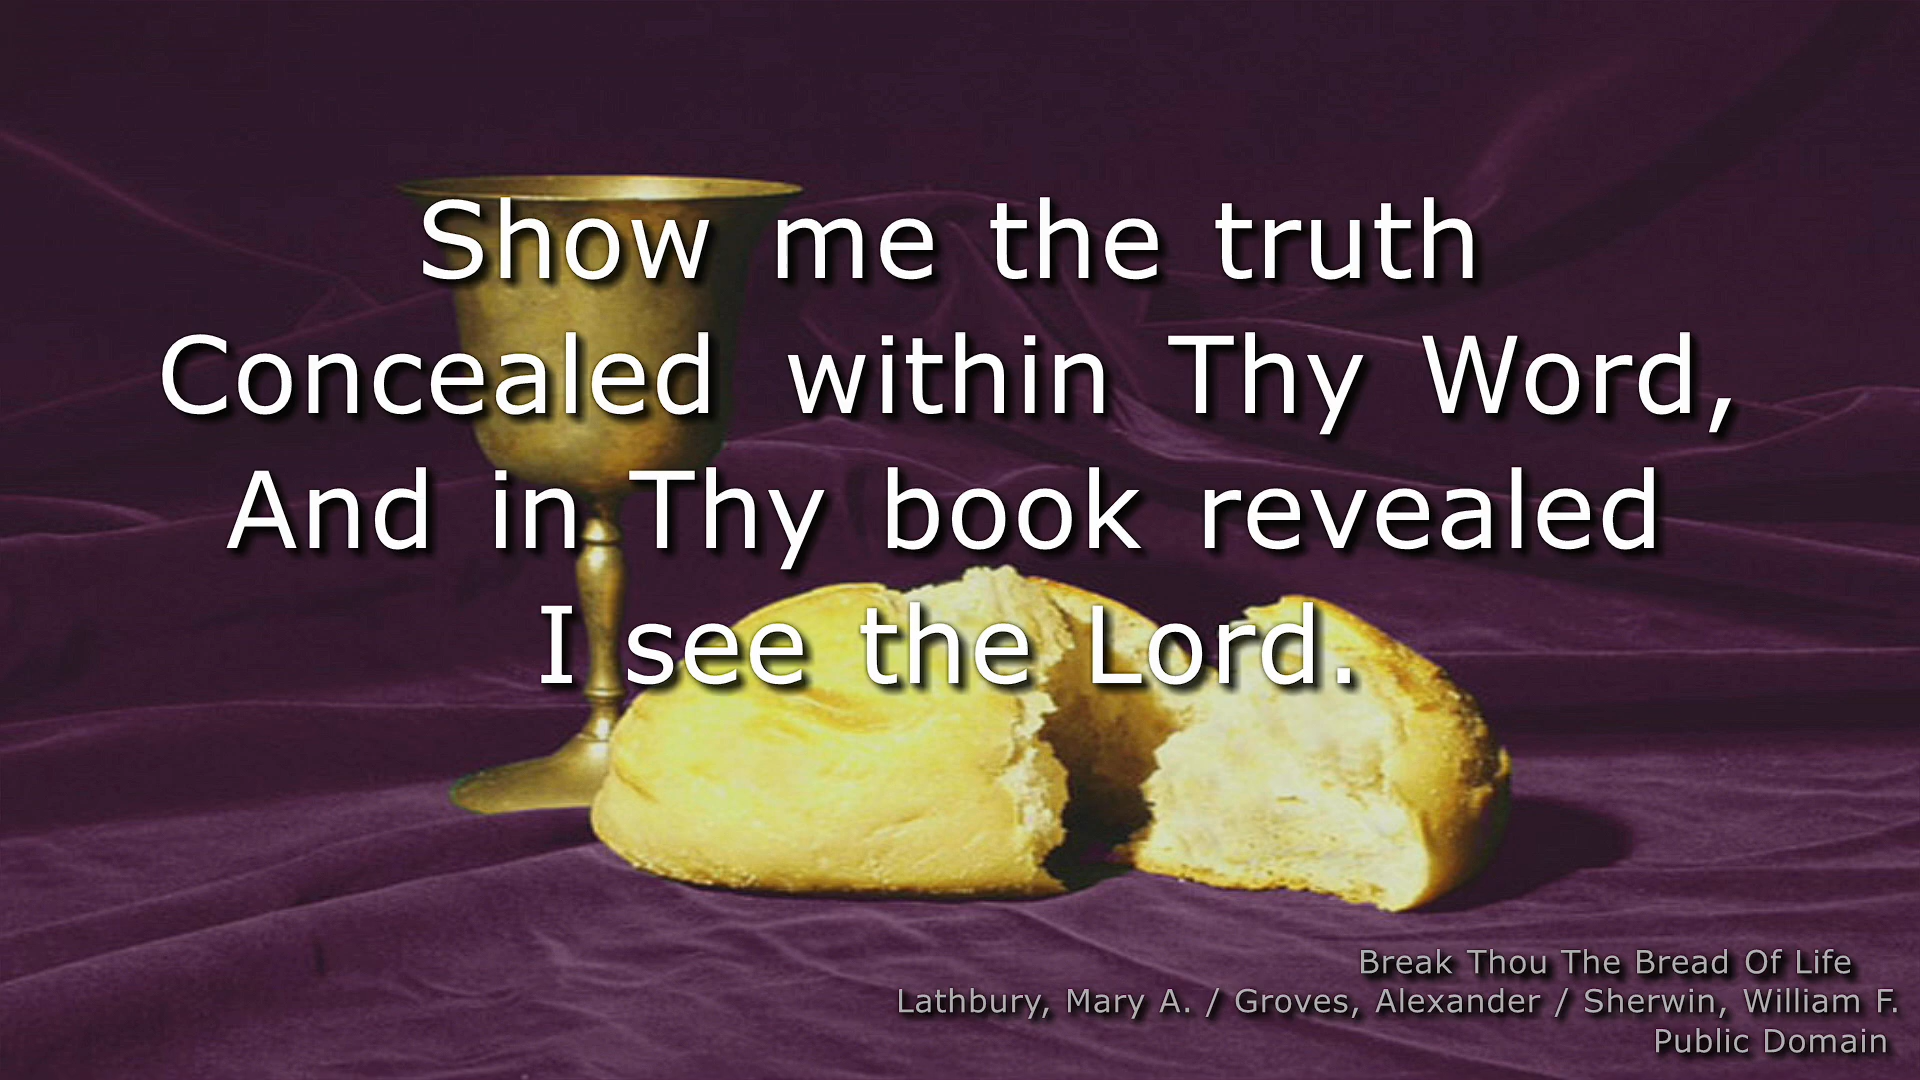 Show me the truth
Concealed within Thy Word,
And in Thy book revealed
I see the Lord.
Break Thou The Bread Of Life
Lathbury, Mary A. / Groves, Alexander / Sherwin, William F.
Public Domain